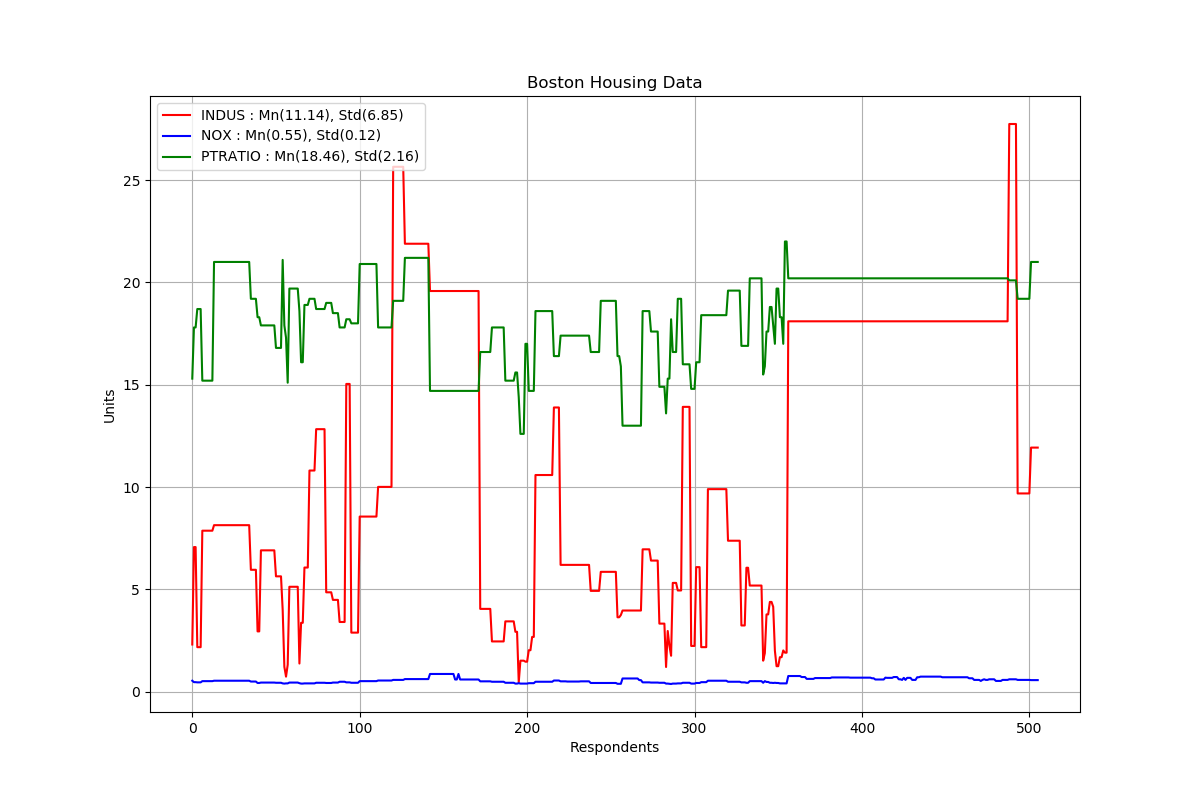 Boston Housing Data
INDUS : Mn(11.14), Std(6.85)
NOX : Mn(0.55), Std(0.12)
PTRATIO : Mn(18.46), Std(2.16)
25
20
15
10
5
0
Units
0 100 200 300 400 500
Respondents